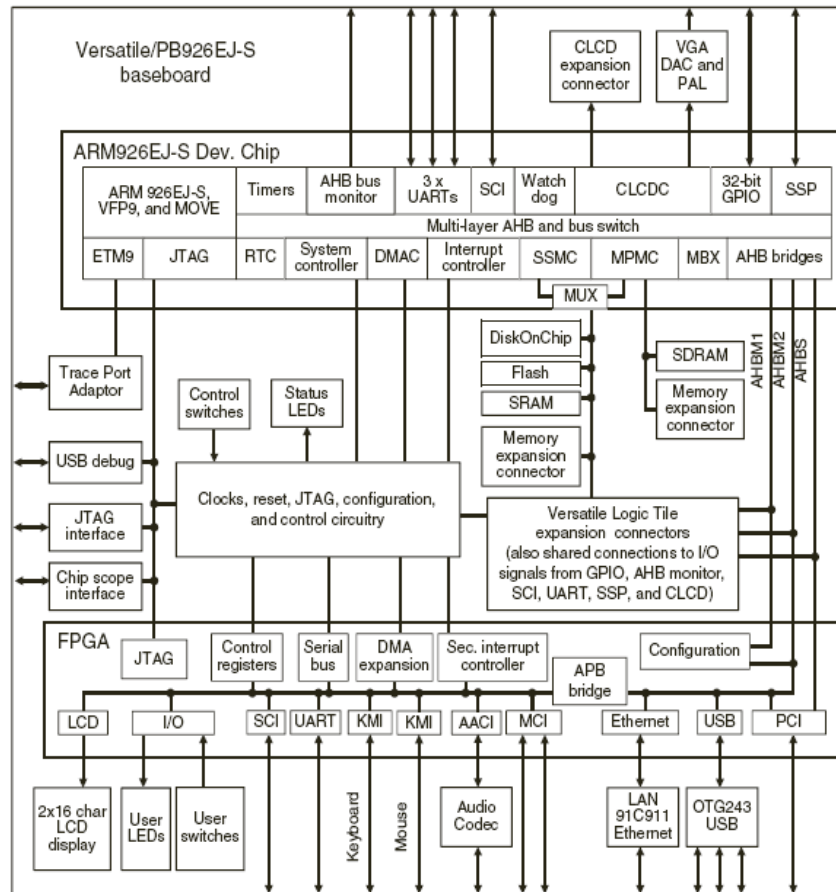 Versatile/PB926EJ-S
baseboard
CLCD
expansion
connector
VGA
DAC and
PAL
ARM926EJ-S Dev. Chip
ARM 926EJ-S,
VFP9, and MOVE
Timers
AHB bus
monitor
3 x
UARTs
SCI
Watch
dog
CLCDC
32-bit
GPIO
SSP
Multi-layer AHB and bus switch
ETM9
JTAG
RTC
System
controller
DMAC
Interrupt
controller
SSMC
MPMC
MBX
AHB bridges
MUX
DiskOnChip
Flash
SRAM
Memory
expansion
connector
SDRAM
Memory
expansion
connector
AHBM1
AHBM2
AHBS
Trace Port
Adaptor
Control
switches
Status
LEDs
USB debug
JTAG
interface
Chip scope
interface
Clocks, reset, JTAG, configuration,
and control circuitry
Versatile Logic Tile
expansion connectors
(also shared connections to I/O
signals from GPIO, AHB monitor,
SCI, UART, SSP, and CLCD)
FPGA
JTAG
Control
registers
Serial
bus
DMA
expansion
Sec. interrupt
controller
APB
bridge
Configuration
LCD
I/O
SCI
UART
KMI
KMI
AACI
MCI
Ethernet
USB
PCI
2x16 char
LCD
display
User
LEDs
User
switches
Keyboard
Mouse
Audio
Codec
LAN
91C911
Ethernet
OTG243
USB